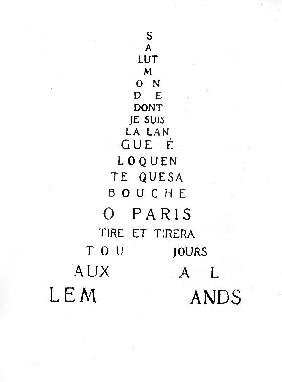 S
A
LUT
M
O N
D E
DONT
JE SUIS
LA LAN
GUE É
LOQUEN
TE QUESA
BOUCHE
O PARIS
TIRE ET TIRERA
TOU JOURS
AUX AL
LEM ANDS